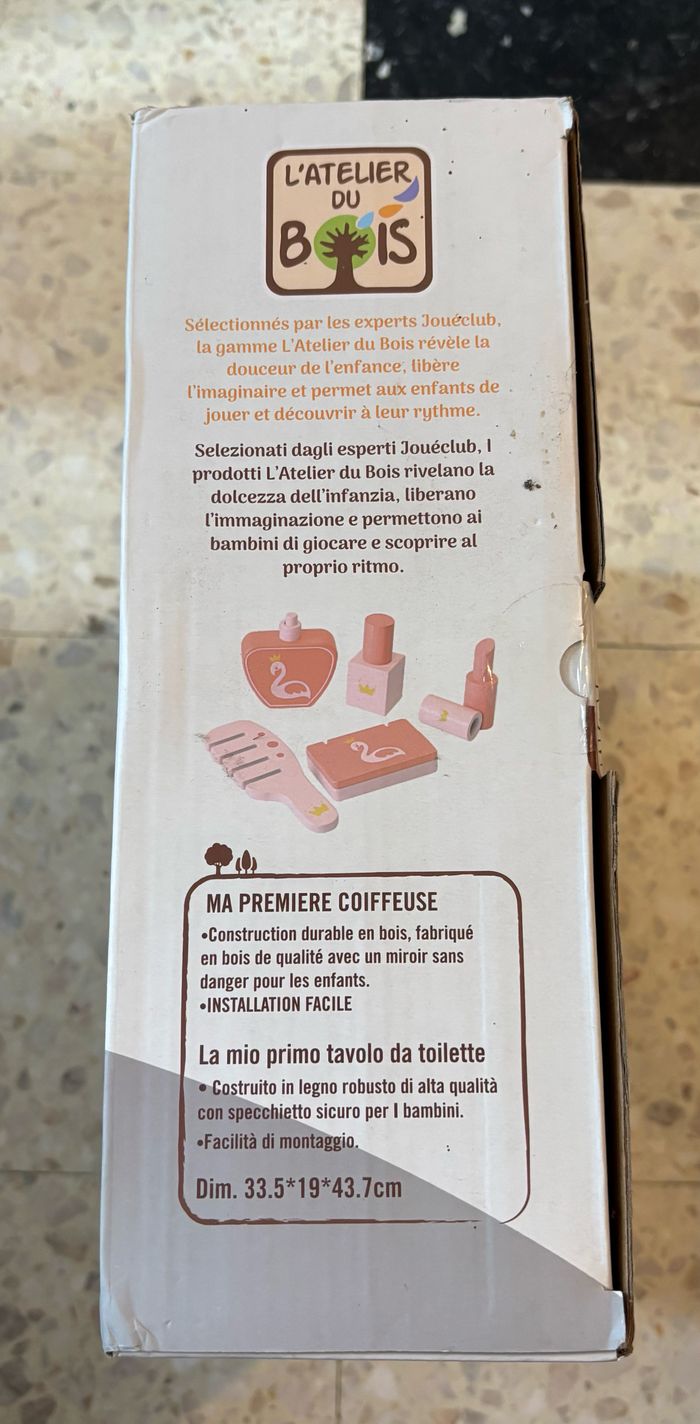 L'ATELIER
DU
BOIS
Sélectionnés par les experts Jouéclub,
la gamme L'Atelier du Bois révèle la
douceur de l'enfance, libère
l'imaginaire et permet aux enfants de
jouer et découvrir à leur rythme.
Selezionati dagli esperti Jouéclub, I
prodotti L'Atelier du Bois rivelano la
dolcezza dell'infanzia, liberano
l'immaginazione e permettono ai
bambini di giocare e scoprire al
proprio ritmo.
MA PREMIERE COIFFEUSE
•Construction durable en bois, fabriqué
en bois de qualité avec un miroir sans
danger pour les enfants.
•INSTALLATION FACILE
La mio primo tavolo da toilette
• Costruito in legno robusto di alta qualità
con specchietto sicuro per I bambini.
•Facilità di montaggio.
Dim. 33.5*19*43.7cm